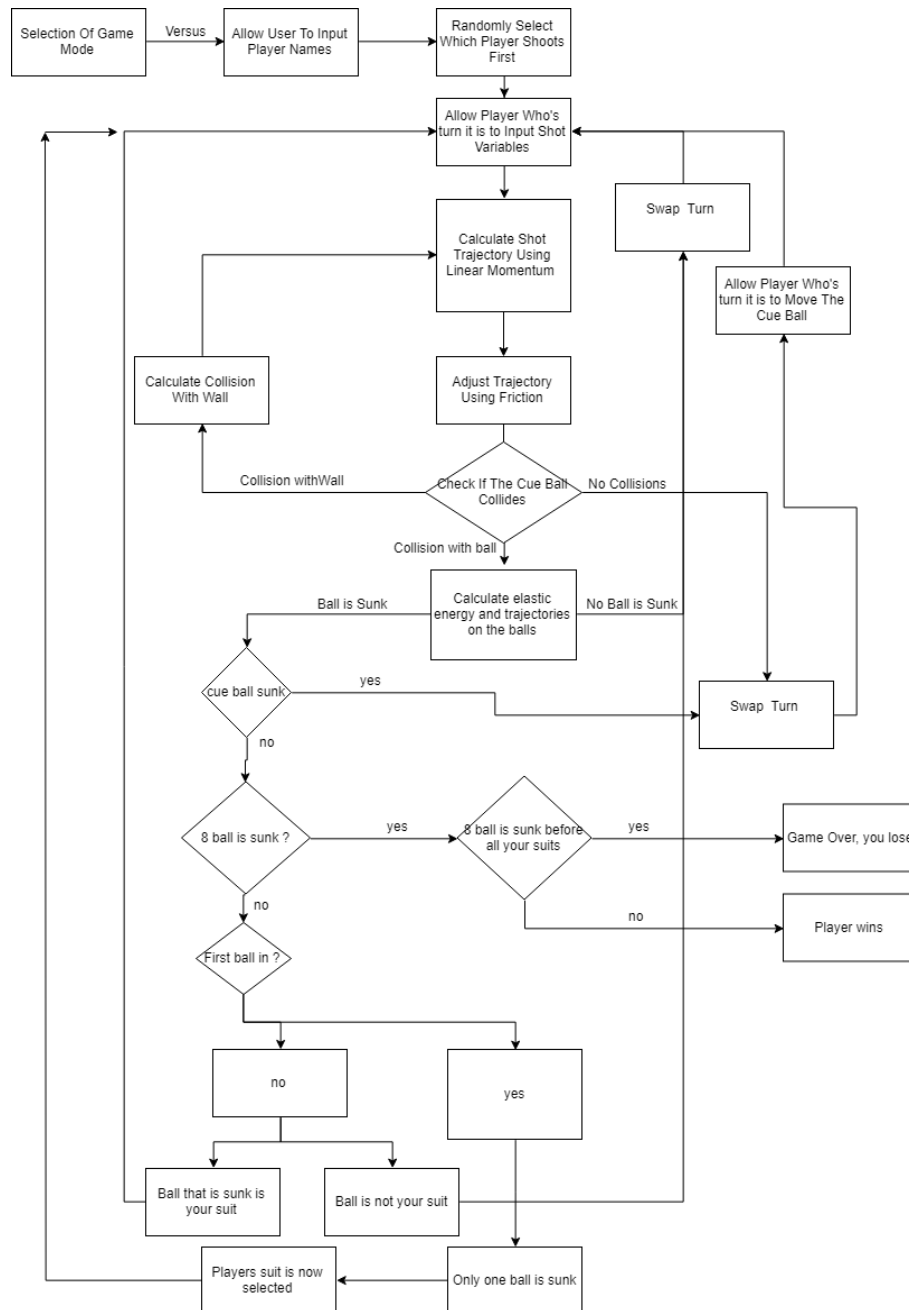 Selection Of Game
Mode
Versus
Allow User To Input
Player Names
Randomly Select
Which Player Shoots
First
Allow Player Who's
turn it is to Input Shot
Variables
Swap Turn
Calculate Shot
Trajectory Using
Linear Momentum
Allow Player Who's
turn it is to Move The
Cue Ball
Calculate Collision
With Wall
Adjust Trajectory
Using Friction
Collision withWall
Check If The Cue Ball
Collides
No Collisions
Collision with ball
Ball is Sunk
Calculate elastic
energy and trajectories
on the balls
No Ball is Sunk
cue ball sunk
yes
Swap Turn
no
8 ball is sunk ?
yes
8 ball is sunk before
all your suits
yes
Game Over, you lose
no
no
Player wins
First ball in ?
no
yes
Ball that is sunk is
your suit
Ball is not your suit
Players suit is now
selected
Only one ball is sunk